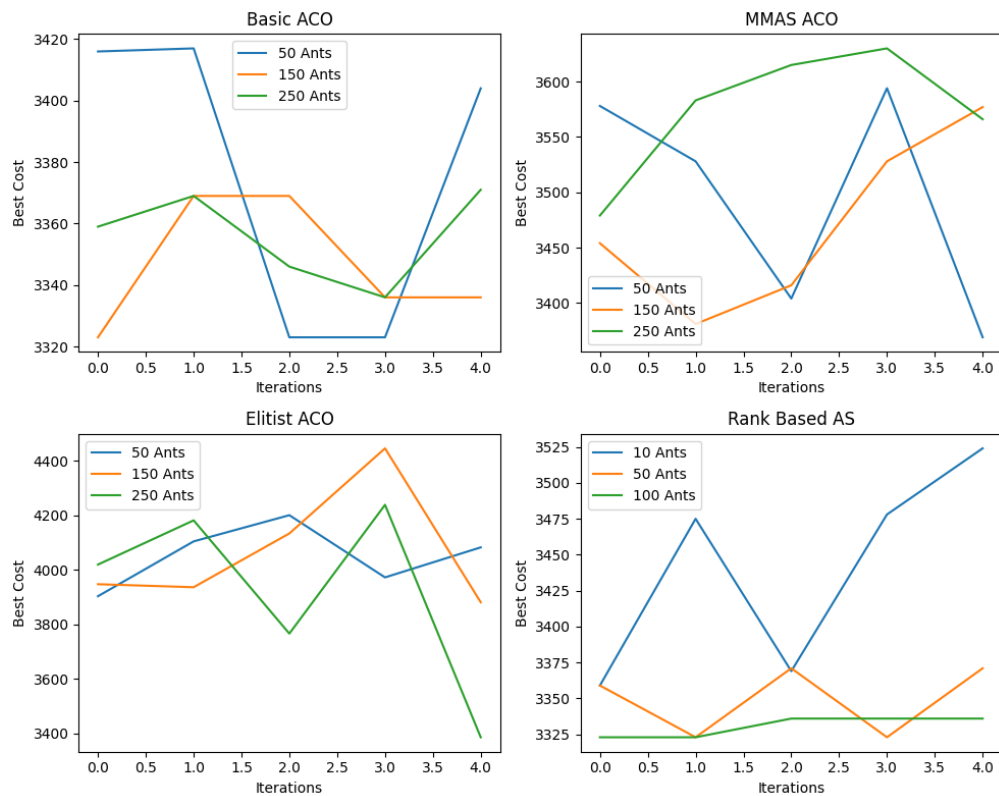 Basic ACO
3420
3400
3380
3360
3340
3320
Best Cost
50 Ants
150 Ants
250 Ants
0.0 0.5 1.0 1.5 2.0 2.5 3.0 3.5 4.0
Iterations
MMAS ACO
3600
3550
3500
3450
3400
Best Cost
50 Ants
150 Ants
250 Ants
0.0 0.5 1.0 1.5 2.0 2.5 3.0 3.5 4.0
Iterations
Elitist ACO
4400
4200
4000
3800
3600
3400
Best Cost
50 Ants
150 Ants
250 Ants
0.0 0.5 1.0 1.5 2.0 2.5 3.0 3.5 4.0
Iterations
Rank Based AS
3525
3500
3475
3450
3425
3400
3375
3350
3325
Best Cost
10 Ants
50 Ants
100 Ants
0.0 0.5 1.0 1.5 2.0 2.5 3.0 3.5 4.0
Iterations